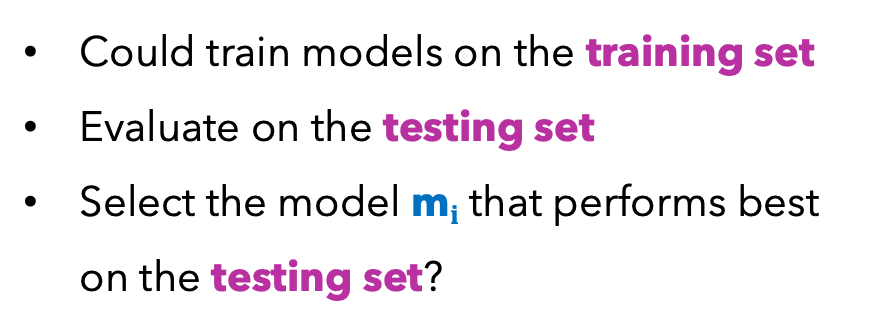 • Could train models on the training set
• Evaluate on the testing set
• Select the model mᵢ that performs best
on the testing set?